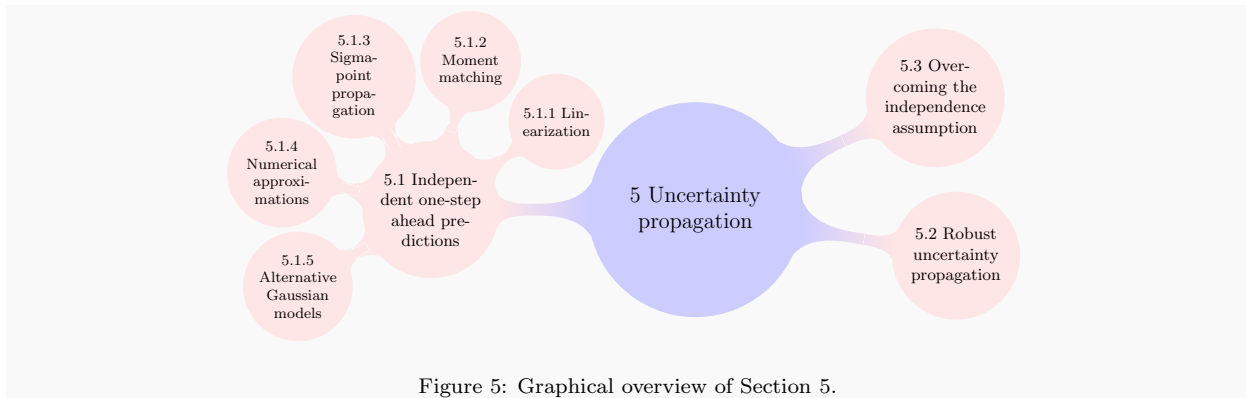 5.1.3
Sigma-
point
propa-
gation
5.1.2
Moment
matching
5.1.1 Lin-
earization
5.1.4
Numerical
approxi-
mations
5.1 Indepen-
dent one-step
ahead pre-
dictions
5.1.5
Alternative
Gaussian
models
5 Uncertainty
propagation
5.3 Over-
coming the
independence
assumption
5.2 Robust
uncertainty
propagation
Figure 5: Graphical overview of Section 5.